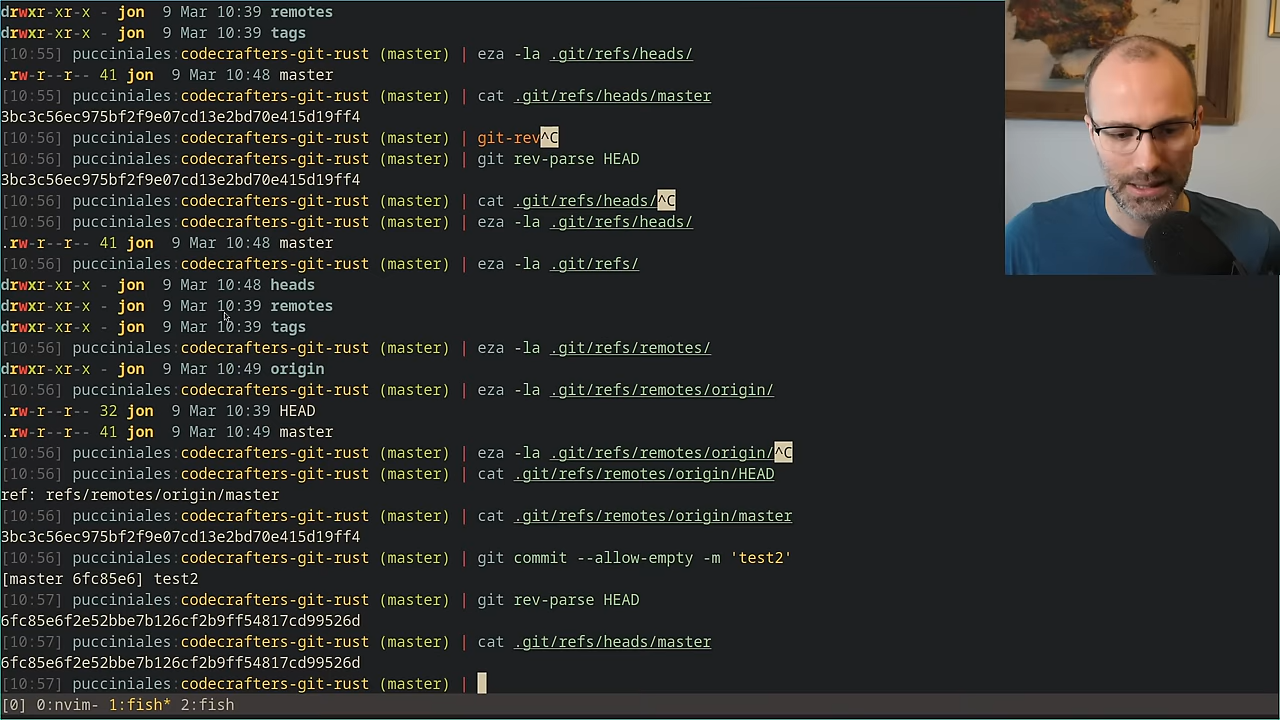 drwxr-xr-x - jon  9 Mar 10:39 remotes
drwxr-xr-x - jon  9 Mar 10:39 tags
[10:55] pucciniales:codecrafters-git-rust (master) | eza -la .git/refs/heads/
.rw-r--r-- 41 jon  9 Mar 10:48 master
[10:55] pucciniales:codecrafters-git-rust (master) | cat .git/refs/heads/master
3bc3c56ec975bf2f9e07cd13e2bd70e415d19ff4
[10:56] pucciniales:codecrafters-git-rust (master) | git-rev^C
[10:56] pucciniales:codecrafters-git-rust (master) | git rev-parse HEAD
3bc3c56ec975bf2f9e07cd13e2bd70e415d19ff4
[10:56] pucciniales:codecrafters-git-rust (master) | cat .git/refs/heads/^C
[10:56] pucciniales:codecrafters-git-rust (master) | eza -la .git/refs/heads/
.rw-r--r-- 41 jon  9 Mar 10:48 master
[10:56] pucciniales:codecrafters-git-rust (master) | eza -la .git/refs/
drwxr-xr-x - jon  9 Mar 10:48 heads
drwxr-xr-x - jon  9 Mar 10:39 remotes
drwxr-xr-x - jon  9 Mar 10:39 tags
[10:56] pucciniales:codecrafters-git-rust (master) | eza -la .git/refs/remotes/
drwxr-xr-x - jon  9 Mar 10:49 origin
[10:56] pucciniales:codecrafters-git-rust (master) | eza -la .git/refs/remotes/origin/
.rw-r--r-- 32 jon  9 Mar 10:39 HEAD
.rw-r--r-- 41 jon  9 Mar 10:49 master
[10:56] pucciniales:codecrafters-git-rust (master) | eza -la .git/refs/remotes/origin/^C
[10:56] pucciniales:codecrafters-git-rust (master) | cat .git/refs/remotes/origin/HEAD
ref: refs/remotes/origin/master
[10:56] pucciniales:codecrafters-git-rust (master) | cat .git/refs/remotes/origin/master
3bc3c56ec975bf2f9e07cd13e2bd70e415d19ff4
[10:56] pucciniales:codecrafters-git-rust (master) | git commit --allow-empty -m 'test2'
[master 6fc85e6] test2
[10:57] pucciniales:codecrafters-git-rust (master) | git rev-parse HEAD
6fc85e6f2e52bbe7b126cf2b9ff54817cd99526d
[10:57] pucciniales:codecrafters-git-rust (master) | cat .git/refs/heads/master
6fc85e6f2e52bbe7b126cf2b9ff54817cd99526d
[10:57] pucciniales:codecrafters-git-rust (master) |
[0] 0:nvim- 1:fish* 2:fish